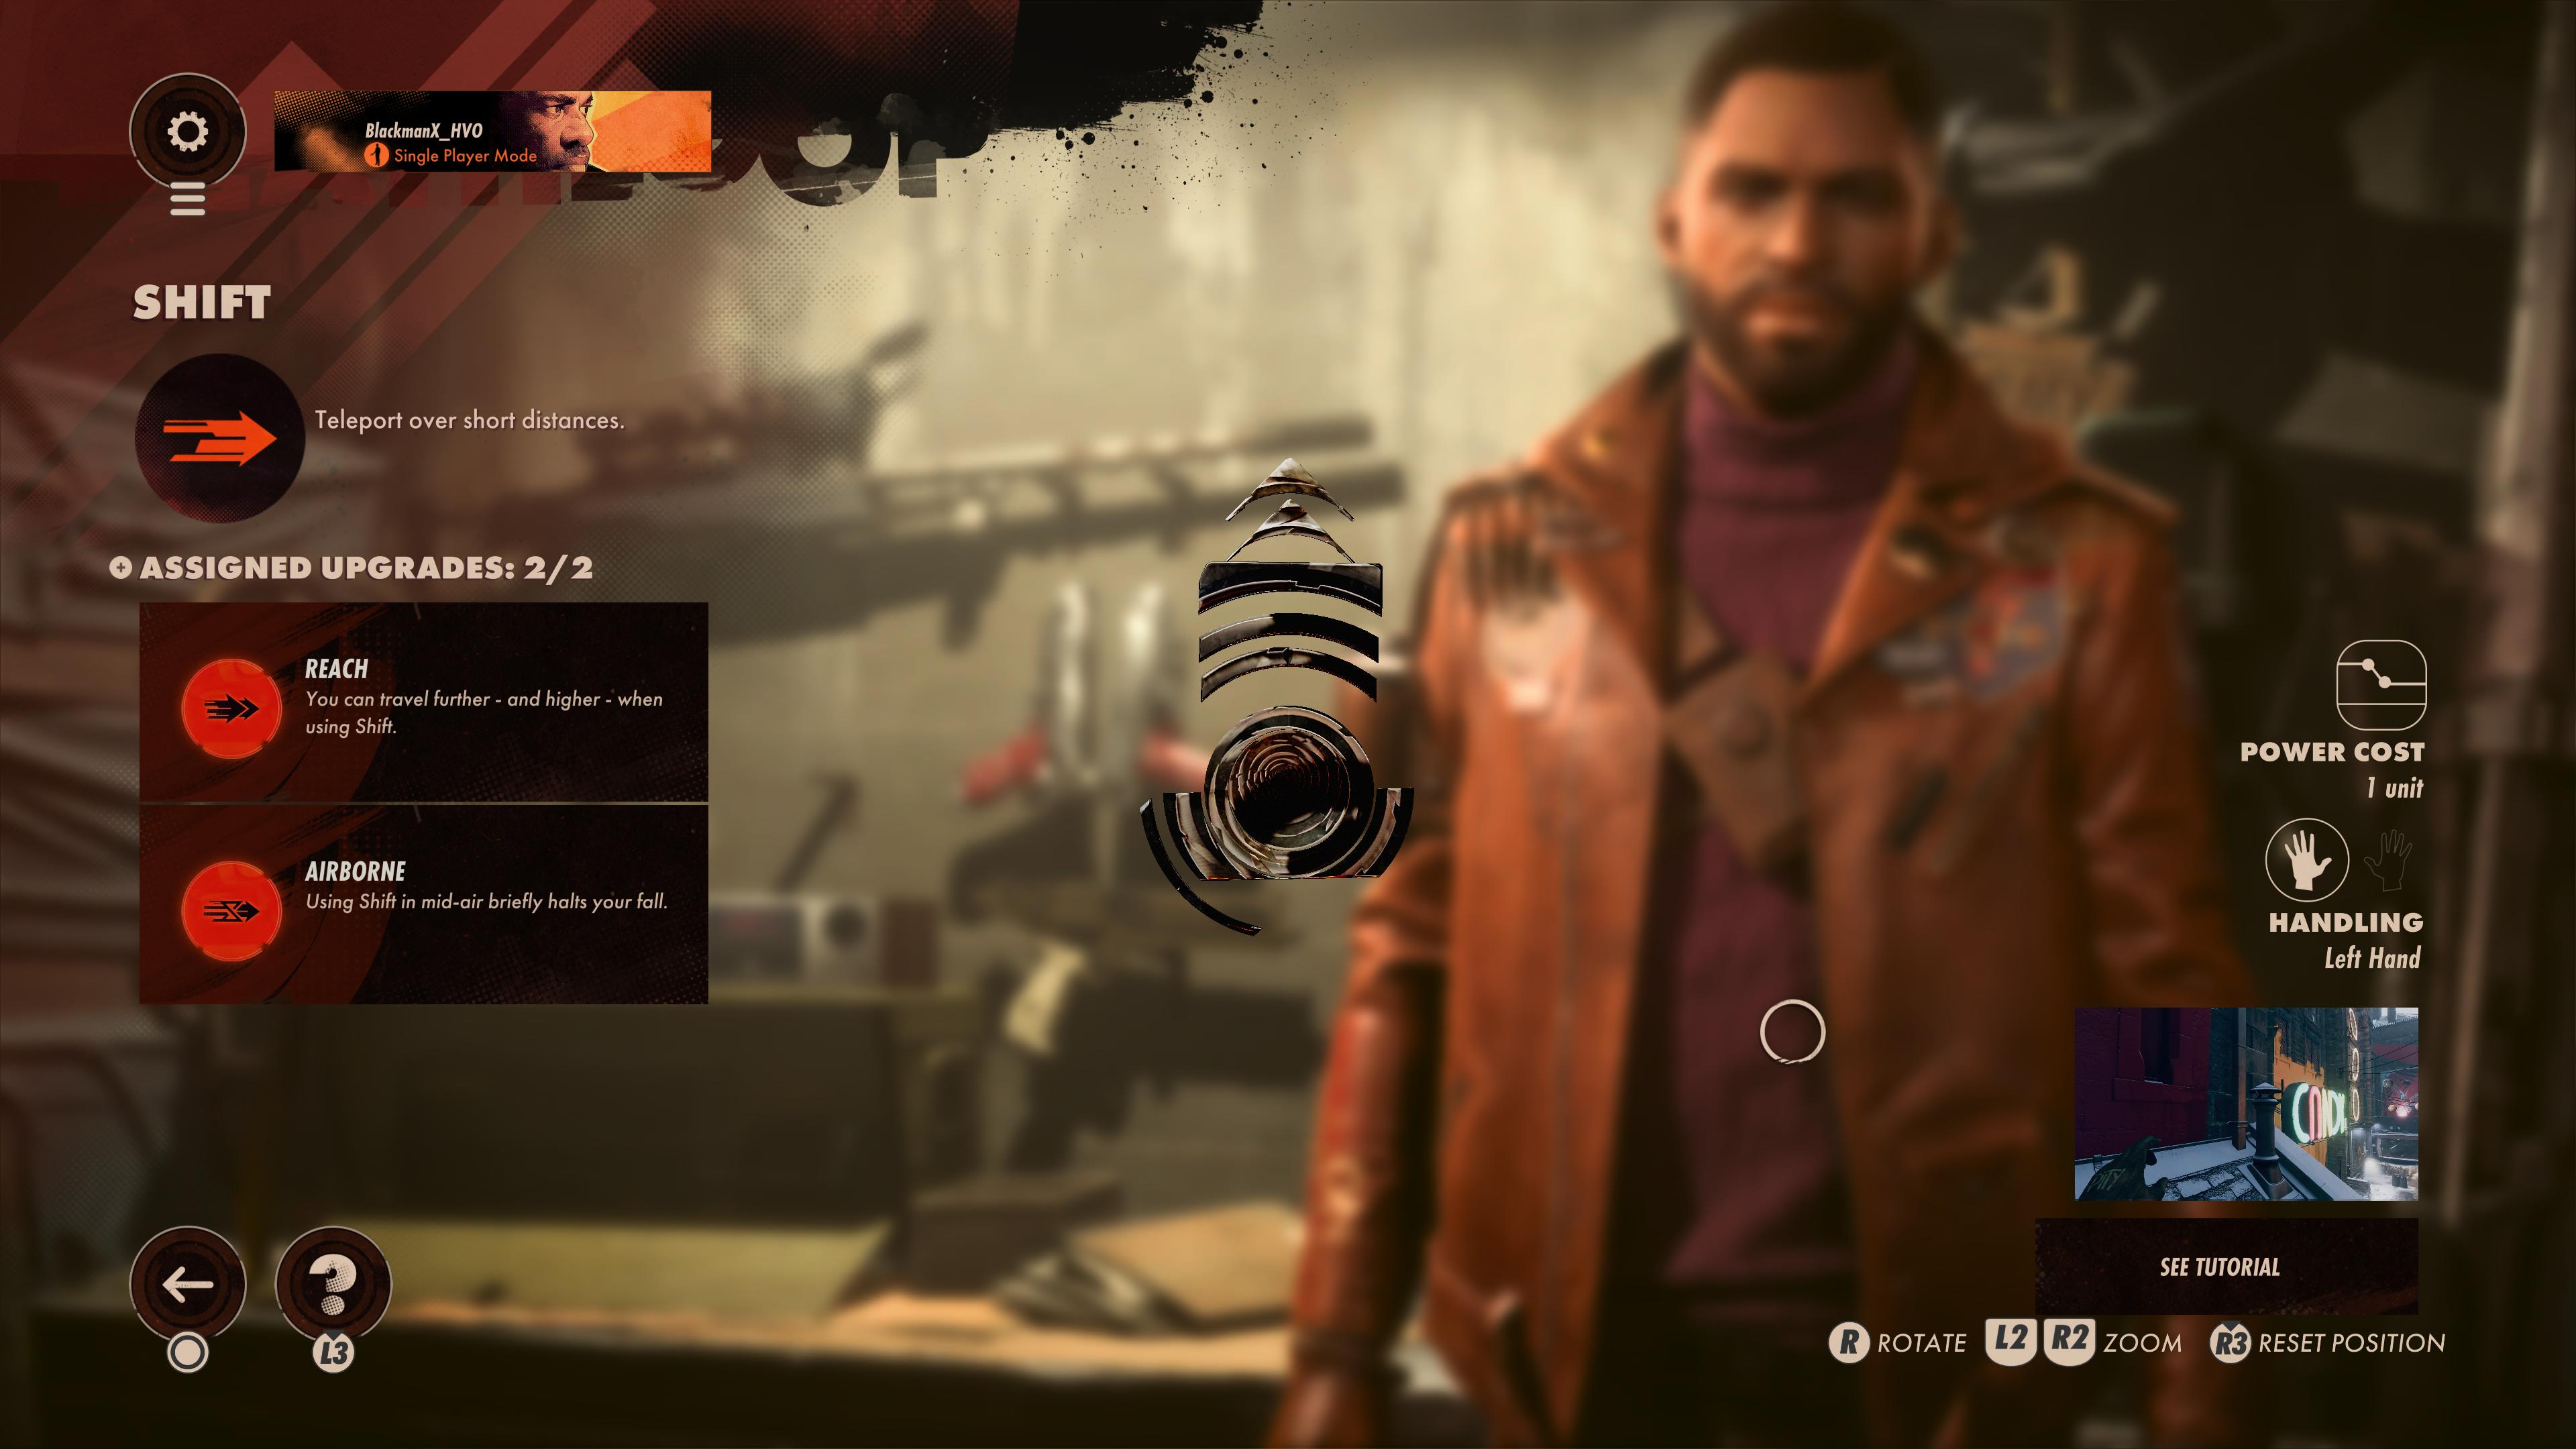 BlackmanX_HVO
Single Player Mode
SHIFT
Teleport over short distances.
ASSIGNED UPGRADES: 2/2
REACH
You can travel further - and higher - when
using Shift.
AIRBORNE
Using Shift in mid-air briefly halts your fall.
POWER COST
1 unit
HANDLING
Left Hand
SEE TUTORIAL
L3
R ROTATE L2 R2 ZOOM R3 RESET POSITION